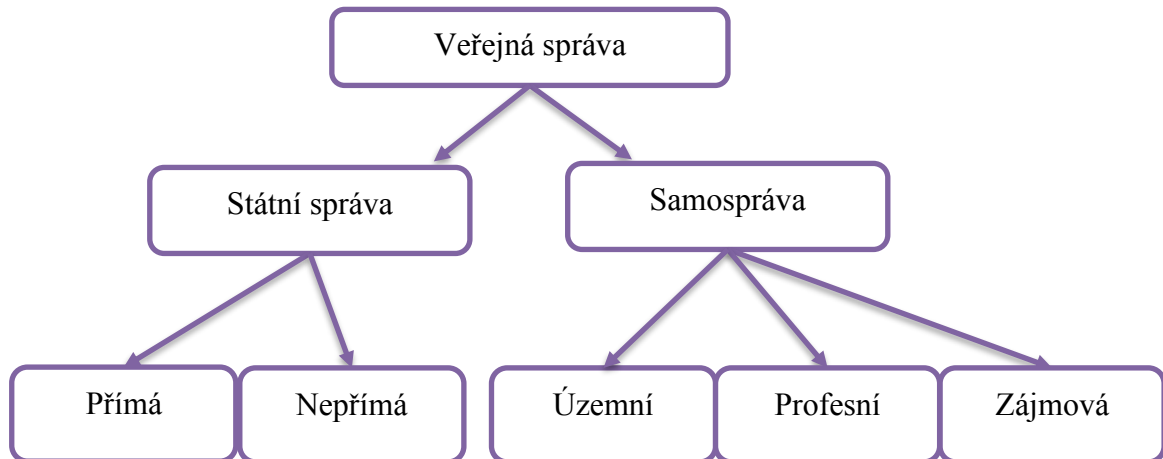 Veřejná správa
Státní správa
Samospráva
Přímá
Nepřímá
Územní
Profesní
Zájmová